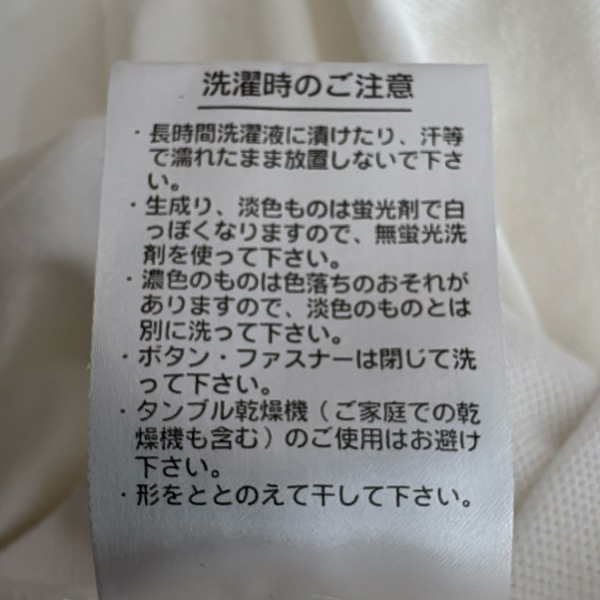 洗濯時のご注意
・長時間洗濯液に漬けたり、汗等
で濡れたまま放置しないで下さ
い。
・生成り、淡色ものは蛍光剤で白
っぽくなりますので、無蛍光洗
剤を使って下さい。
・濃色のものは色落ちのおそれが
ありますので、淡色のものとは
別に洗って下さい。
・ボタン・ファスナーは閉じて洗
って下さい。
・タンブル乾燥機（ご家庭での乾
燥機も含む）のご使用はお避け
下さい。
・形をととのえて干して下さい。